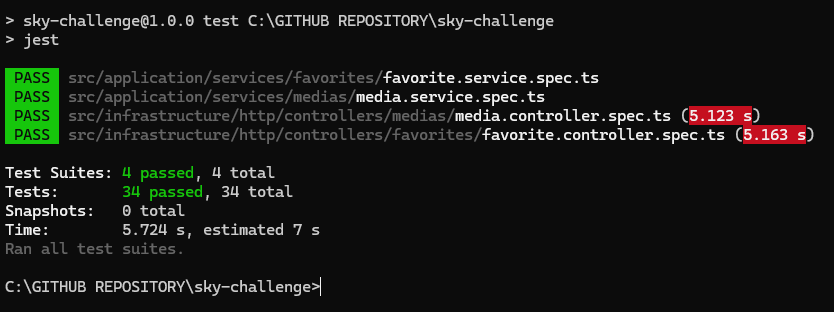 > sky-challenge@1.0.0 test C:\GITHUB REPOSITORY\sky-challenge
> jest
PASS src/application/services/favorites/favorite.service.spec.ts
PASS src/application/services/medias/media.service.spec.ts
PASS src/infrastructure/http/controllers/medias/media.controller.spec.ts (5.123 s)
PASS src/infrastructure/http/controllers/favorites/favorite.controller.spec.ts (5.163 s)
Test Suites: 4 passed, 4 total
Tests: 34 passed, 34 total
Snapshots: 0 total
Time: 5.724 s, estimated 7 s
Ran all test suites.
C:\GITHUB REPOSITORY\sky-challenge>